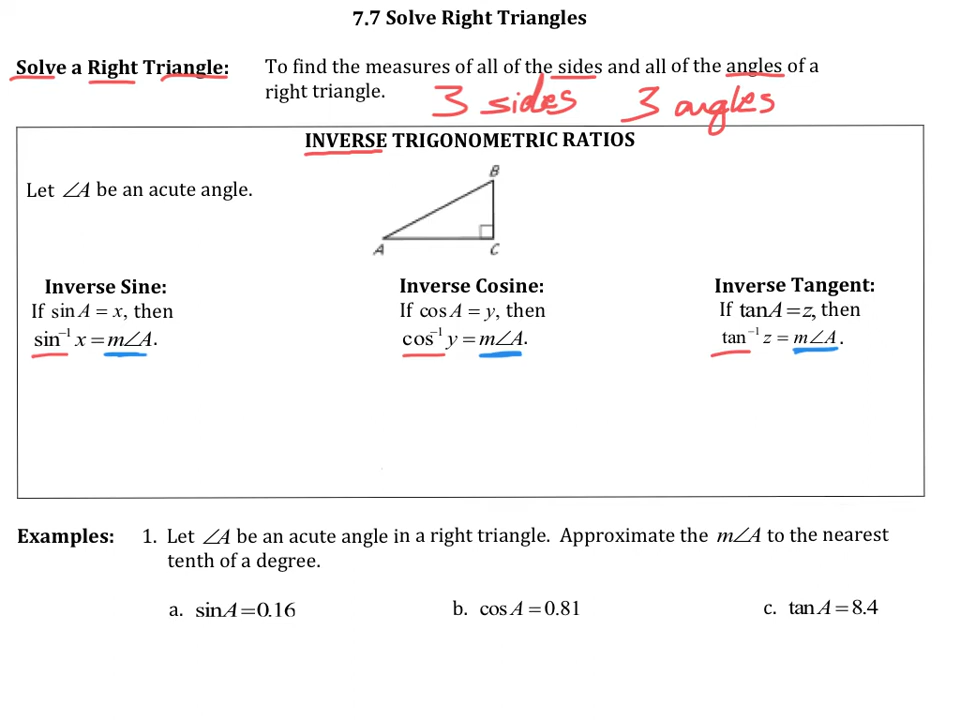 7.7 Solve Right Triangles
Solve a Right Triangle: To find the measures of all of the sides and all of the angles of a
right triangle.
3 sides 3 angles
INVERSE TRIGONOMETRIC RATIOS
Let ∠A be an acute angle.
B
A
C
Inverse Sine:
If sin A = x, then
sin⁻¹ x = m∠A.
Inverse Cosine:
If cos A = y, then
cos⁻¹ y = m∠A.
Inverse Tangent:
If tan A = z, then
tan⁻¹ z = m∠A.
Examples: 1. Let ∠A be an acute angle in a right triangle. Approximate the m∠A to the nearest
tenth of a degree.
a. sin A = 0.16 b. cos A = 0.81 c. tan A = 8.4